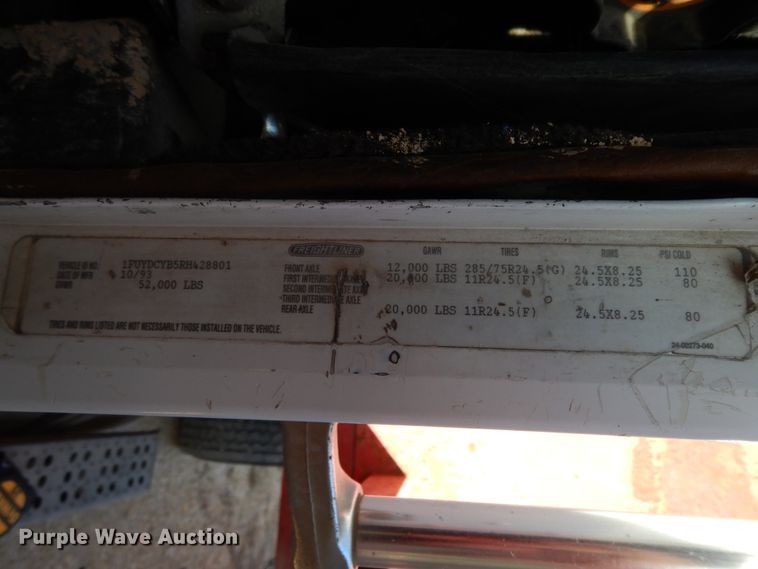 FREIGHTLINER GAWR TIRES RIMS PSI COLD
VEHICLE ID NO. 1FUYDCYB5RH428801
DATE OF MFR 10/93
GVWR 52,000 LBS
FRONT AXLE 12,000 LBS 285/75R24.5(G) 24.5X8.25 110
FIRST INTERMEDIATE 20,000 LBS 11R24.5(F) 24.5X8.25 80
SECOND INTERMEDIATE AXLE
*THIRD INTERMEDIATE AXLE
REAR AXLE 20,000 LBS 11R24.5(F) 24.5X8.25 80
TIRES AND RIMS LISTED ARE NOT NECESSARILY THOSE INSTALLED ON THE VEHICLE.
24-00273-040
Purple Wave Auction